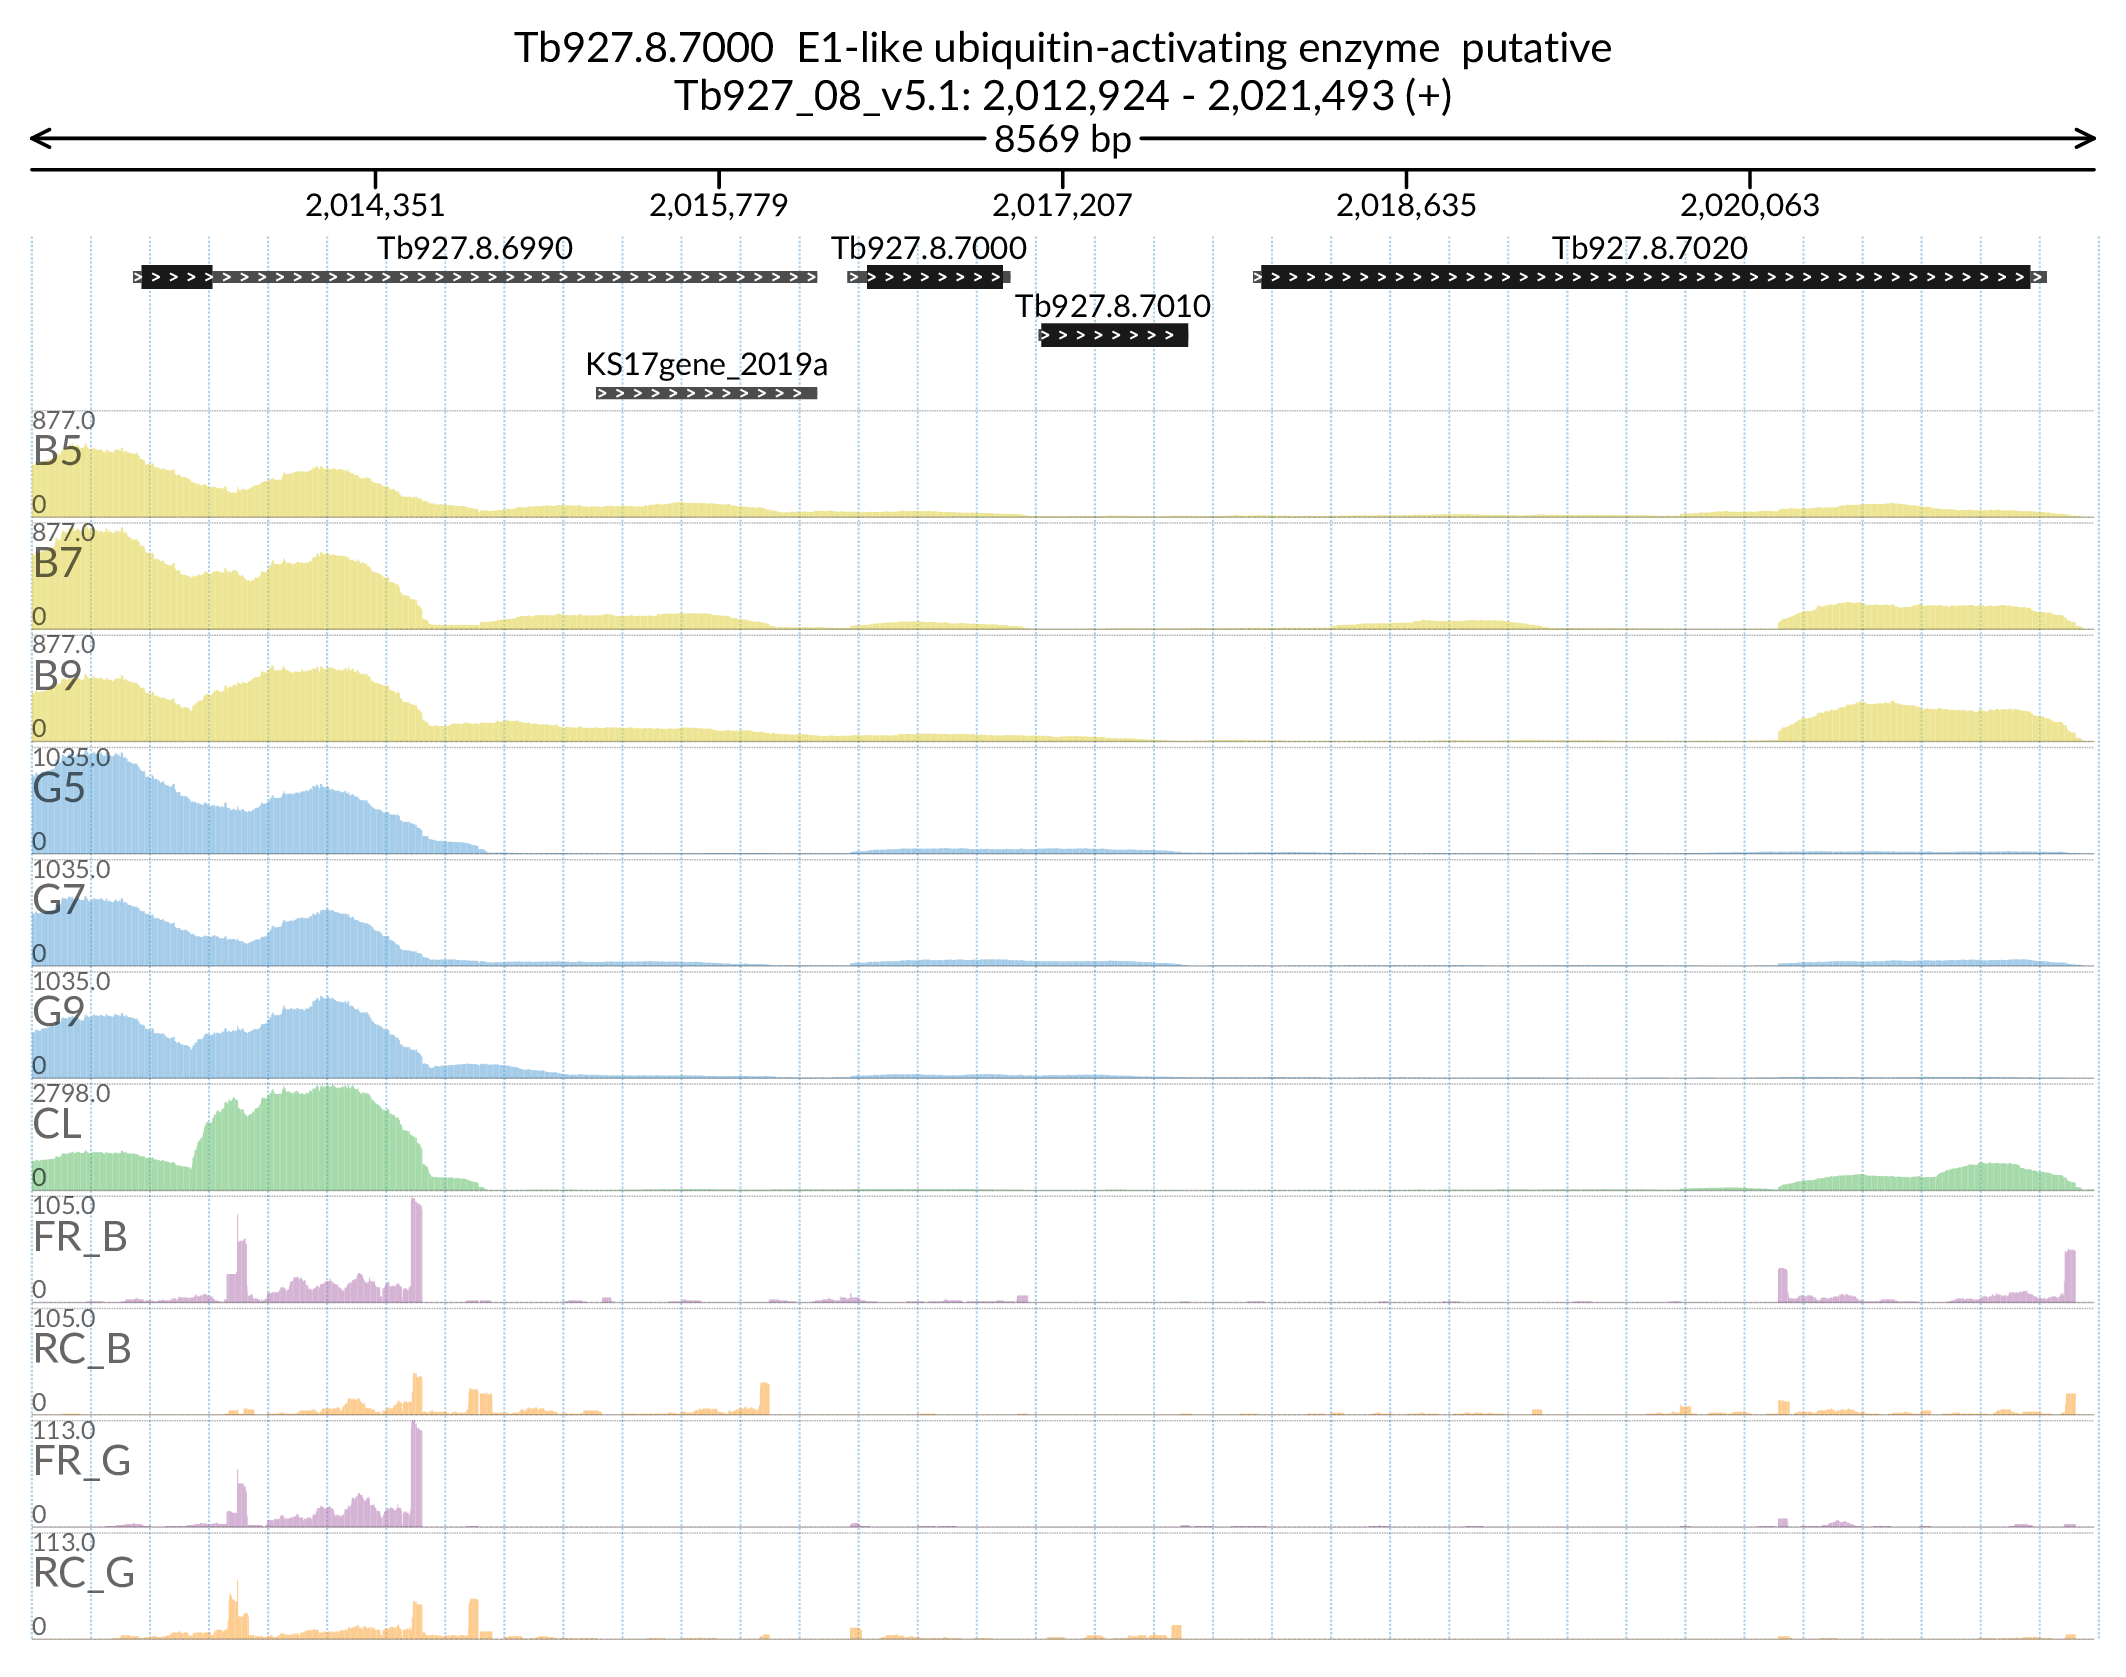 Tb927.8.7000  E1-like ubiquitin-activating enzyme  putative
Tb927_08_v5.1: 2,012,924 - 2,021,493 (+)
8569 bp
2,014,351 2,015,779 2,017,207 2,018,635 2,020,063
Tb927.8.6990 Tb927.8.7000 Tb927.8.7020
Tb927.8.7010
KS17gene_2019a
877.0
B5
0
877.0
B7
0
877.0
B9
0
1035.0
G5
0
1035.0
G7
0
1035.0
G9
0
2798.0
CL
0
105.0
FR_B
0
105.0
RC_B
0
113.0
FR_G
0
113.0
RC_G
0